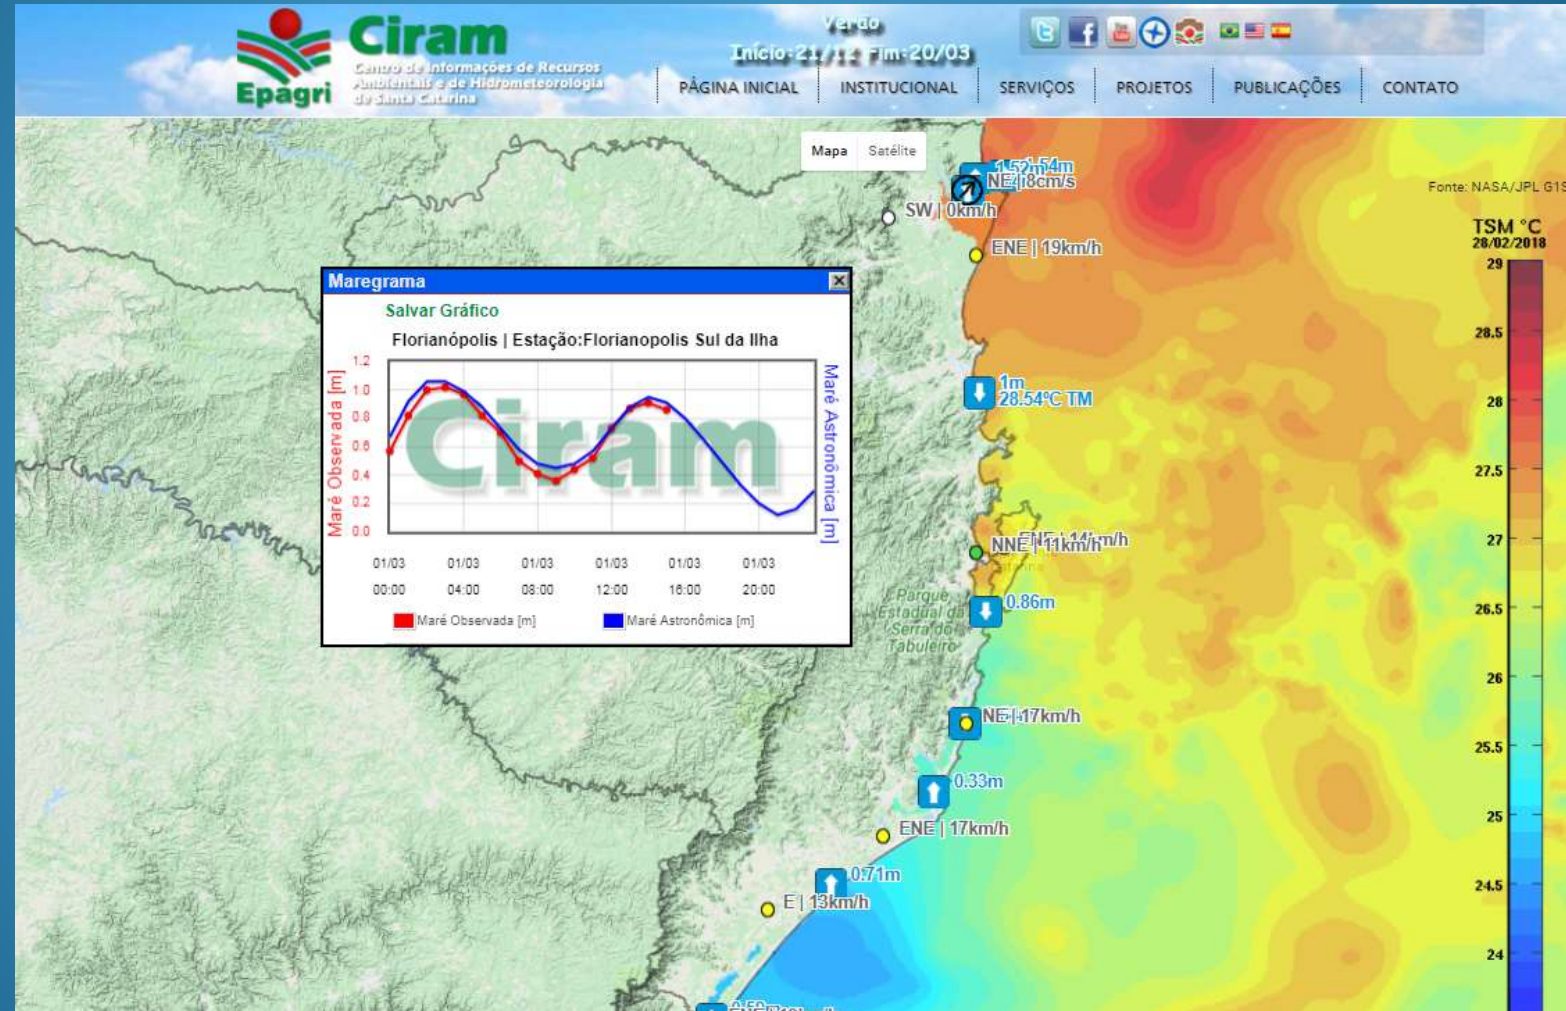 Epagri
Ciram
Centro de Informações de Recursos
Ambientais e de Hidrometeorologia
de Santa Catarina
Verão
Início:21/12 Fim:20/03
PÁGINA INICIAL
INSTITUCIONAL
SERVIÇOS
PROJETOS
PUBLICAÇÕES
CONTATO
Mapa Satélite
NE | 8cm/s
SW | 0km/h
ENE | 19km/h
Fonte: NASA/JPL G1S
TSM °C
28/02/2018
29
28.5
28
27.5
27
26.5
26
25.5
25
24.5
24
Maregrama
Salvar Gráfico
Florianópolis | Estação:Florianopolis Sul da Ilha
Maré Observada [m]
1.2
1.0
0.8
0.6
0.4
0.2
0.0
Ciram
Maré Astronômica [m]
01/03 01/03 01/03 01/03 01/03 01/03
00:00 04:00 08:00 12:00 16:00 20:00
Maré Observada [m] Maré Astronômica [m]
1m
28.54ºC TM
NNE | 11km/h
Parque
Estadual da
Serra do
Tabuleiro
0.86m
NE | 17km/h
0.33m
ENE | 17km/h
0.71m
E | 13km/h